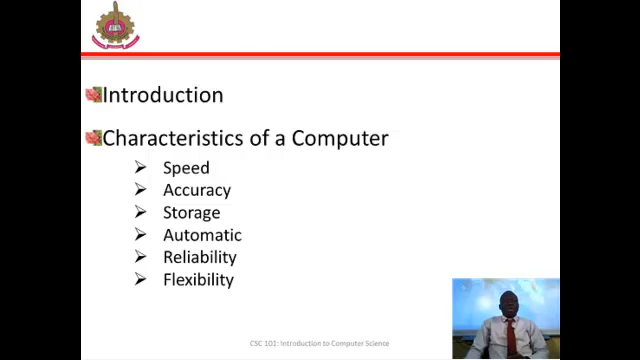 Introduction
Characteristics of a Computer
Speed
Accuracy
Storage
Automatic
Reliability
Flexibility
CSC 101: Introduction to Computer Science